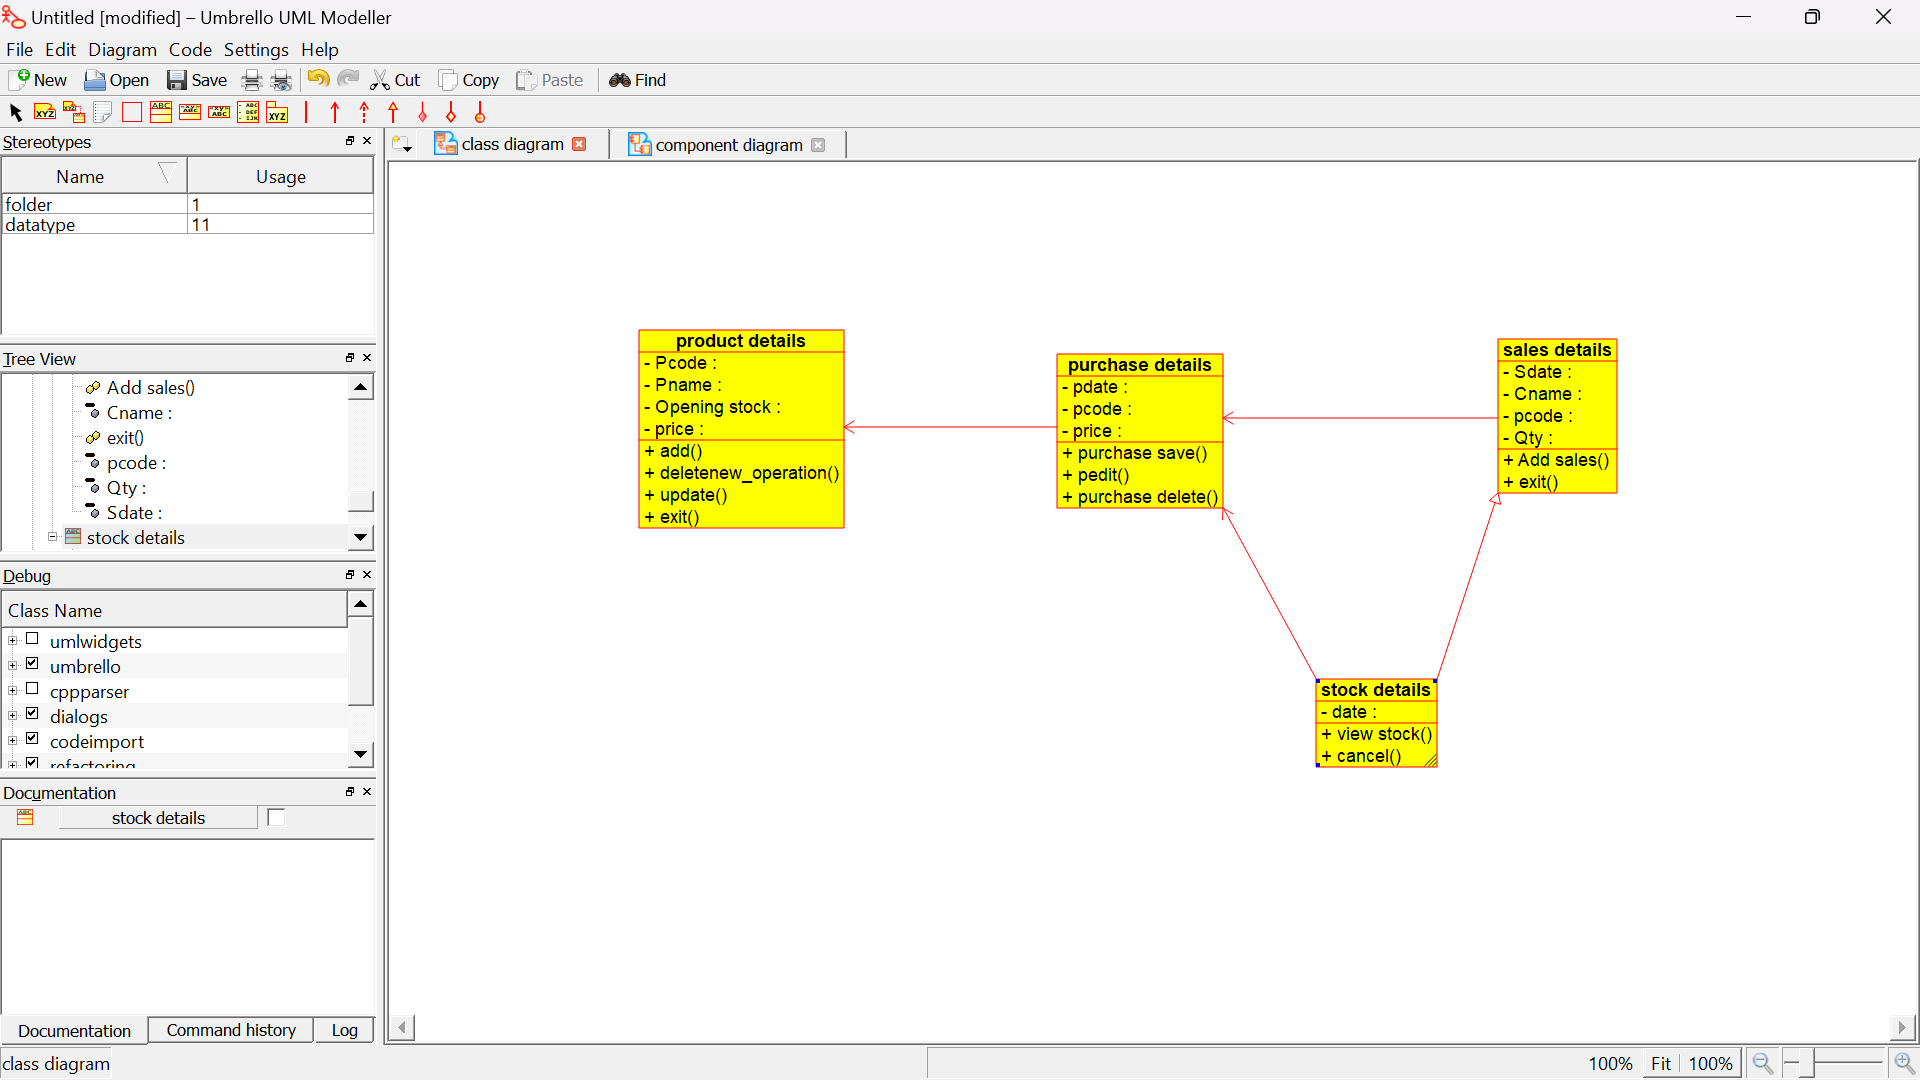 Untitled [modified] – Umbrello UML Modeller
File Edit Diagram Code Settings Help
New Open Save Cut Copy Paste Find
Stereotypes
Name Usage
folder 1
datatype 11
Tree View
Add sales()
Cname :
exit()
pcode :
Qty :
Sdate :
stock details
Debug
Class Name
umlwidgets
umbrello
cppparser
dialogs
codeimport
refactoring
Documentation
stock details
Documentation Command history Log
class diagram
class diagram component diagram
product details
- Pcode :
- Pname :
- Opening stock :
- price :
+ add()
+ deletenew_operation()
+ update()
+ exit()
purchase details
- pdate :
- pcode :
- price :
+ purchase save()
+ pedit()
+ purchase delete()
sales details
- Sdate :
- Cname :
- pcode :
- Qty :
+ Add sales()
+ exit()
stock details
- date :
+ view stock()
+ cancel()
100% Fit 100%